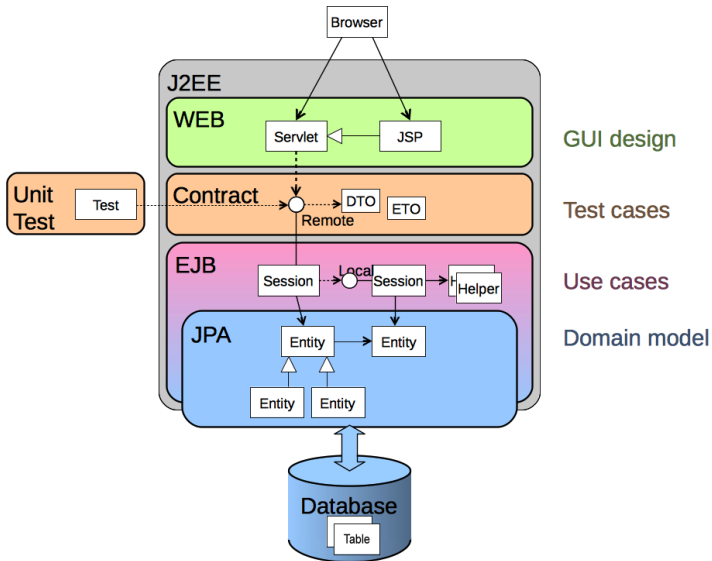 Browser
J2EE
WEB
Servlet
JSP
GUI design
Unit
Test
Test
Contract
DTO
ETO
Remote
Test cases
EJB
Local
Session
Session
H
Helper
Use cases
JPA
Entity
Entity
Domain model
Entity
Entity
Database
Table